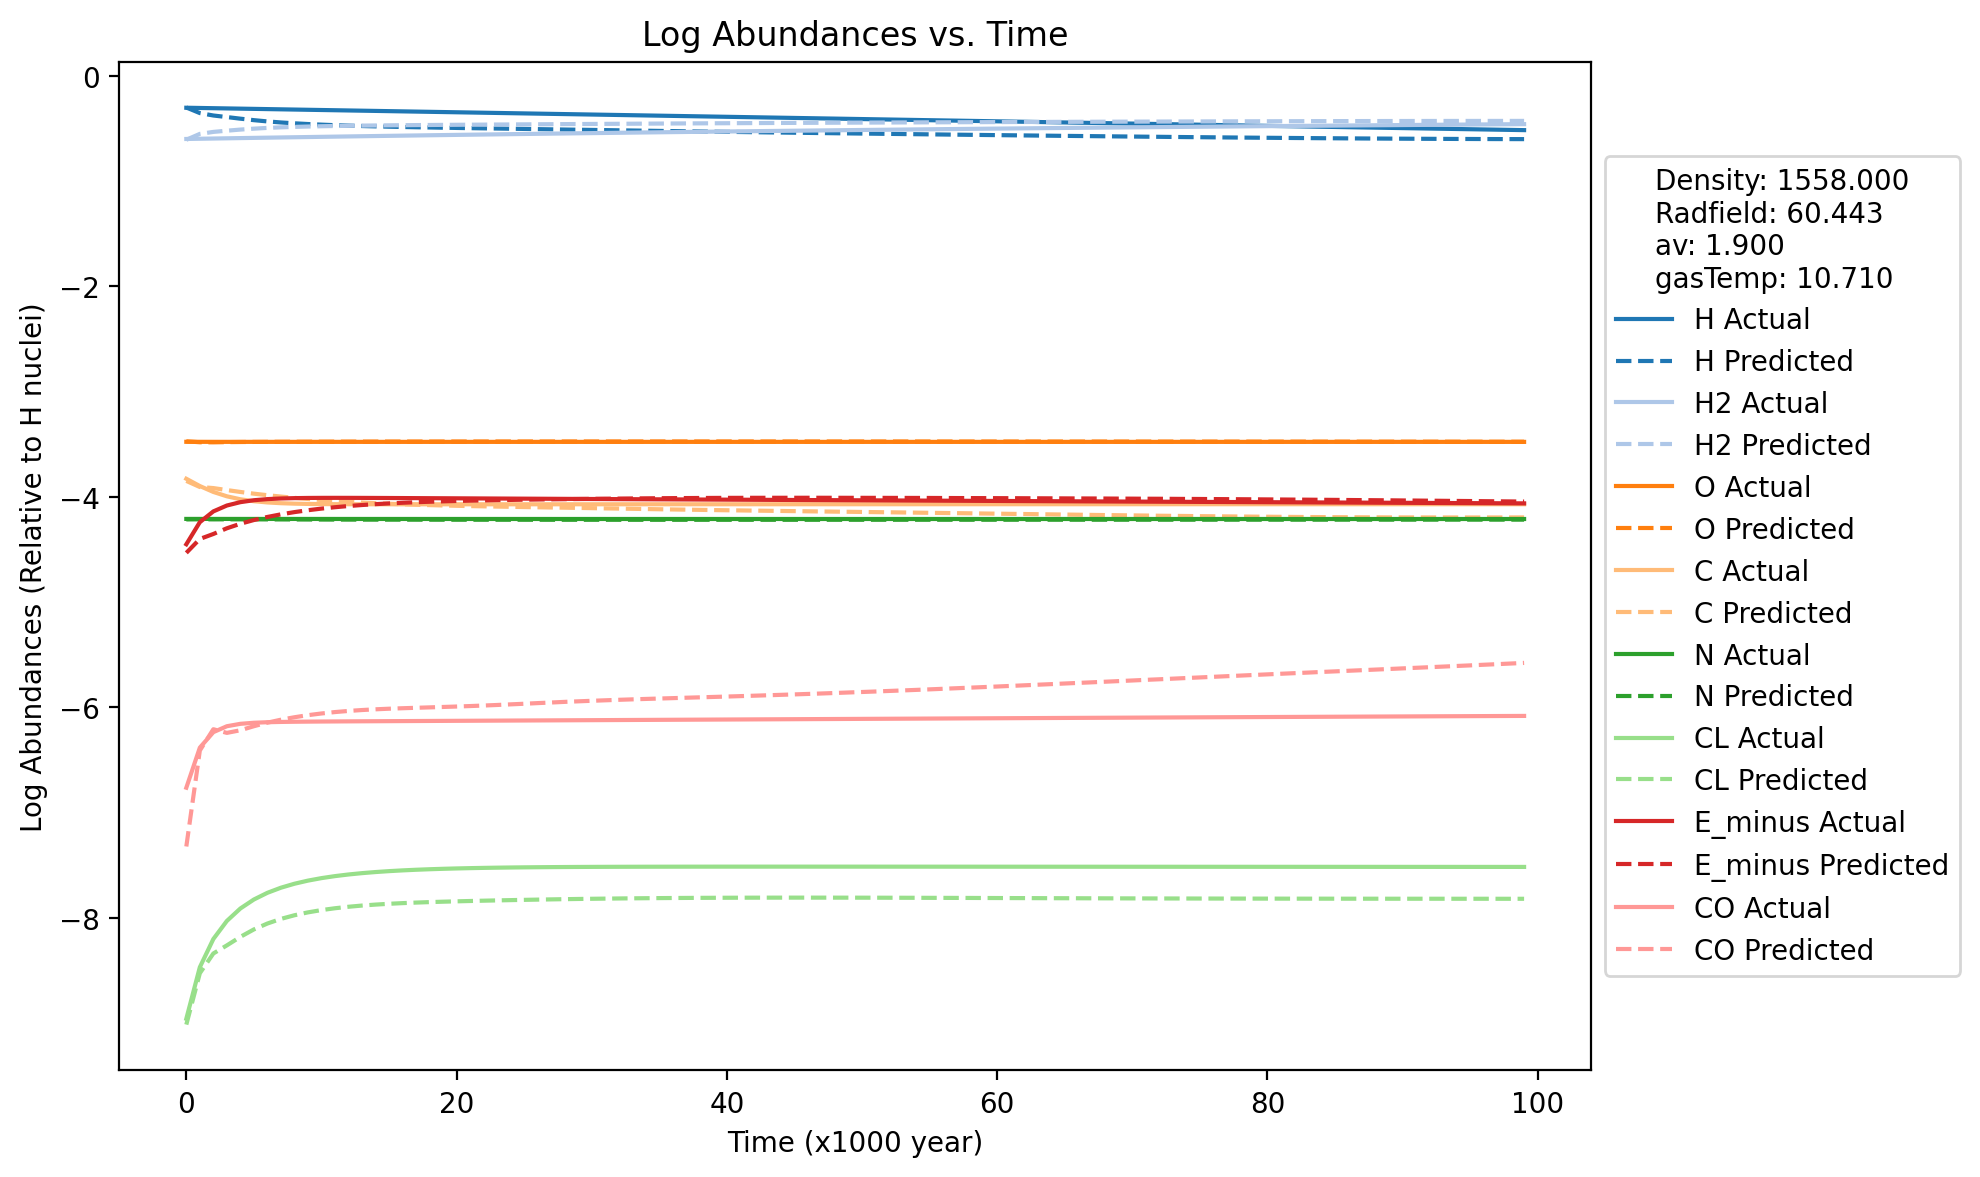 Log Abundances vs. Time
Log Abundances (Relative to H nuclei)
0
−2
−4
−6
−8
0
20
40
60
80
100
Time (x1000 year)
Density: 1558.000
Radfield: 60.443
av: 1.900
gasTemp: 10.710
H Actual
H Predicted
H2 Actual
H2 Predicted
O Actual
O Predicted
C Actual
C Predicted
N Actual
N Predicted
CL Actual
CL Predicted
E_minus Actual
E_minus Predicted
CO Actual
CO Predicted